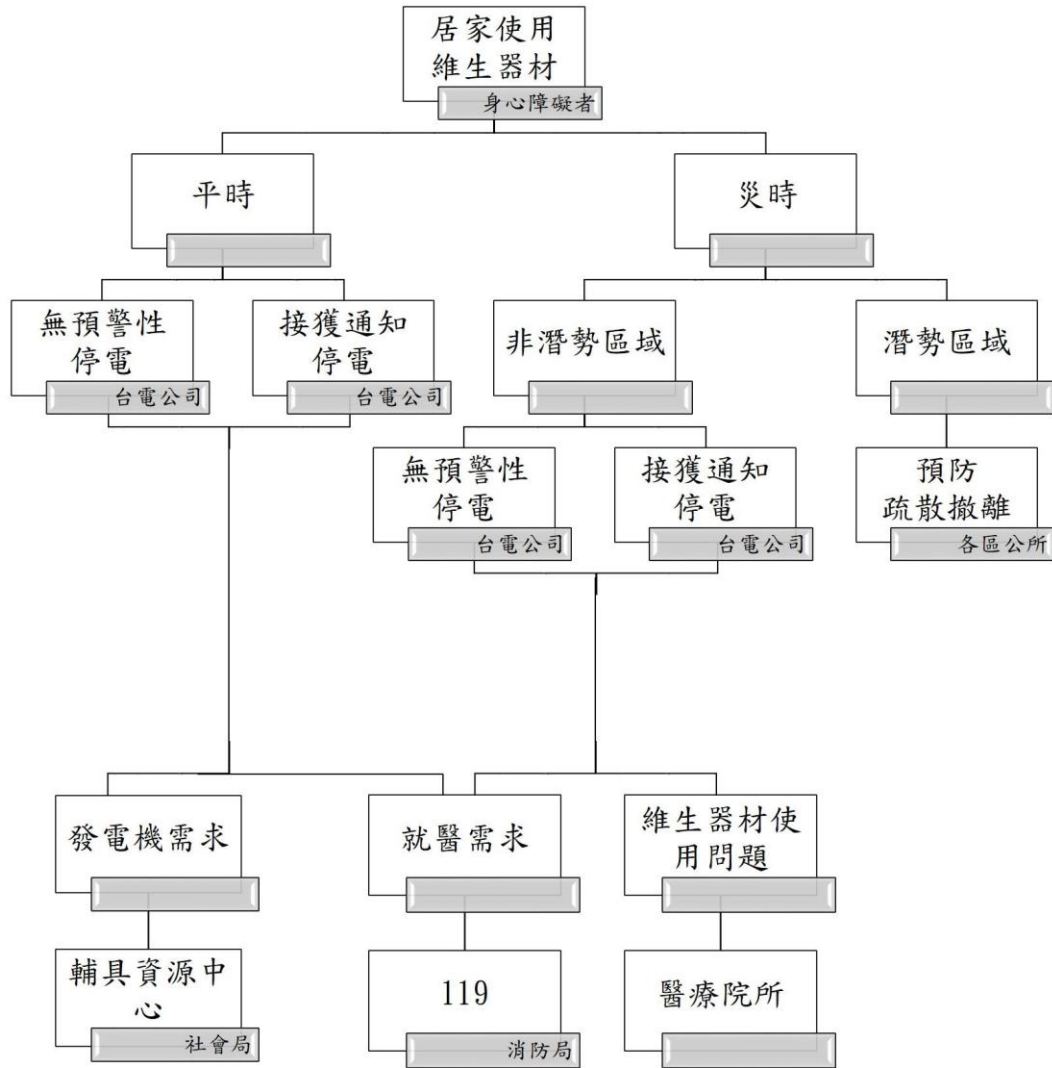 居家使用
維生器材
身心障礙者
平時
災時
無預警性
停電
台電公司
接獲通知
停電
台電公司
非潛勢區域
潛勢區域
無預警性
停電
台電公司
接獲通知
停電
台電公司
預防
疏散撤離
各區公所
發電機需求
就醫需求
維生器材使
用問題
輔具資源中
心
社會局
119
消防局
醫療院所